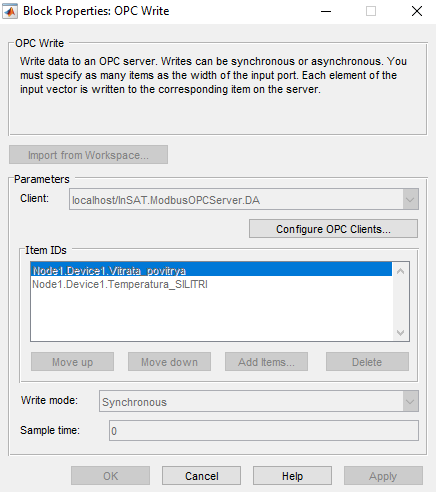 Block Properties: OPC Write
OPC Write
Write data to an OPC server. Writes can be synchronous or asynchronous. You
must specify as many items as the width of the input port. Each element of the
input vector is written to the corresponding item on the server.
Import from Workspace...
Parameters
Client: localhost/InSAT.ModbusOPCServer.DA
Configure OPC Clients...
Item IDs
Node1.Device1.Vitrata_povitrya
Node1.Device1.Temperatura_SILITRI
Move up Move down Add Items... Delete
Write mode: Synchronous
Sample time: 0
OK Cancel Help Apply